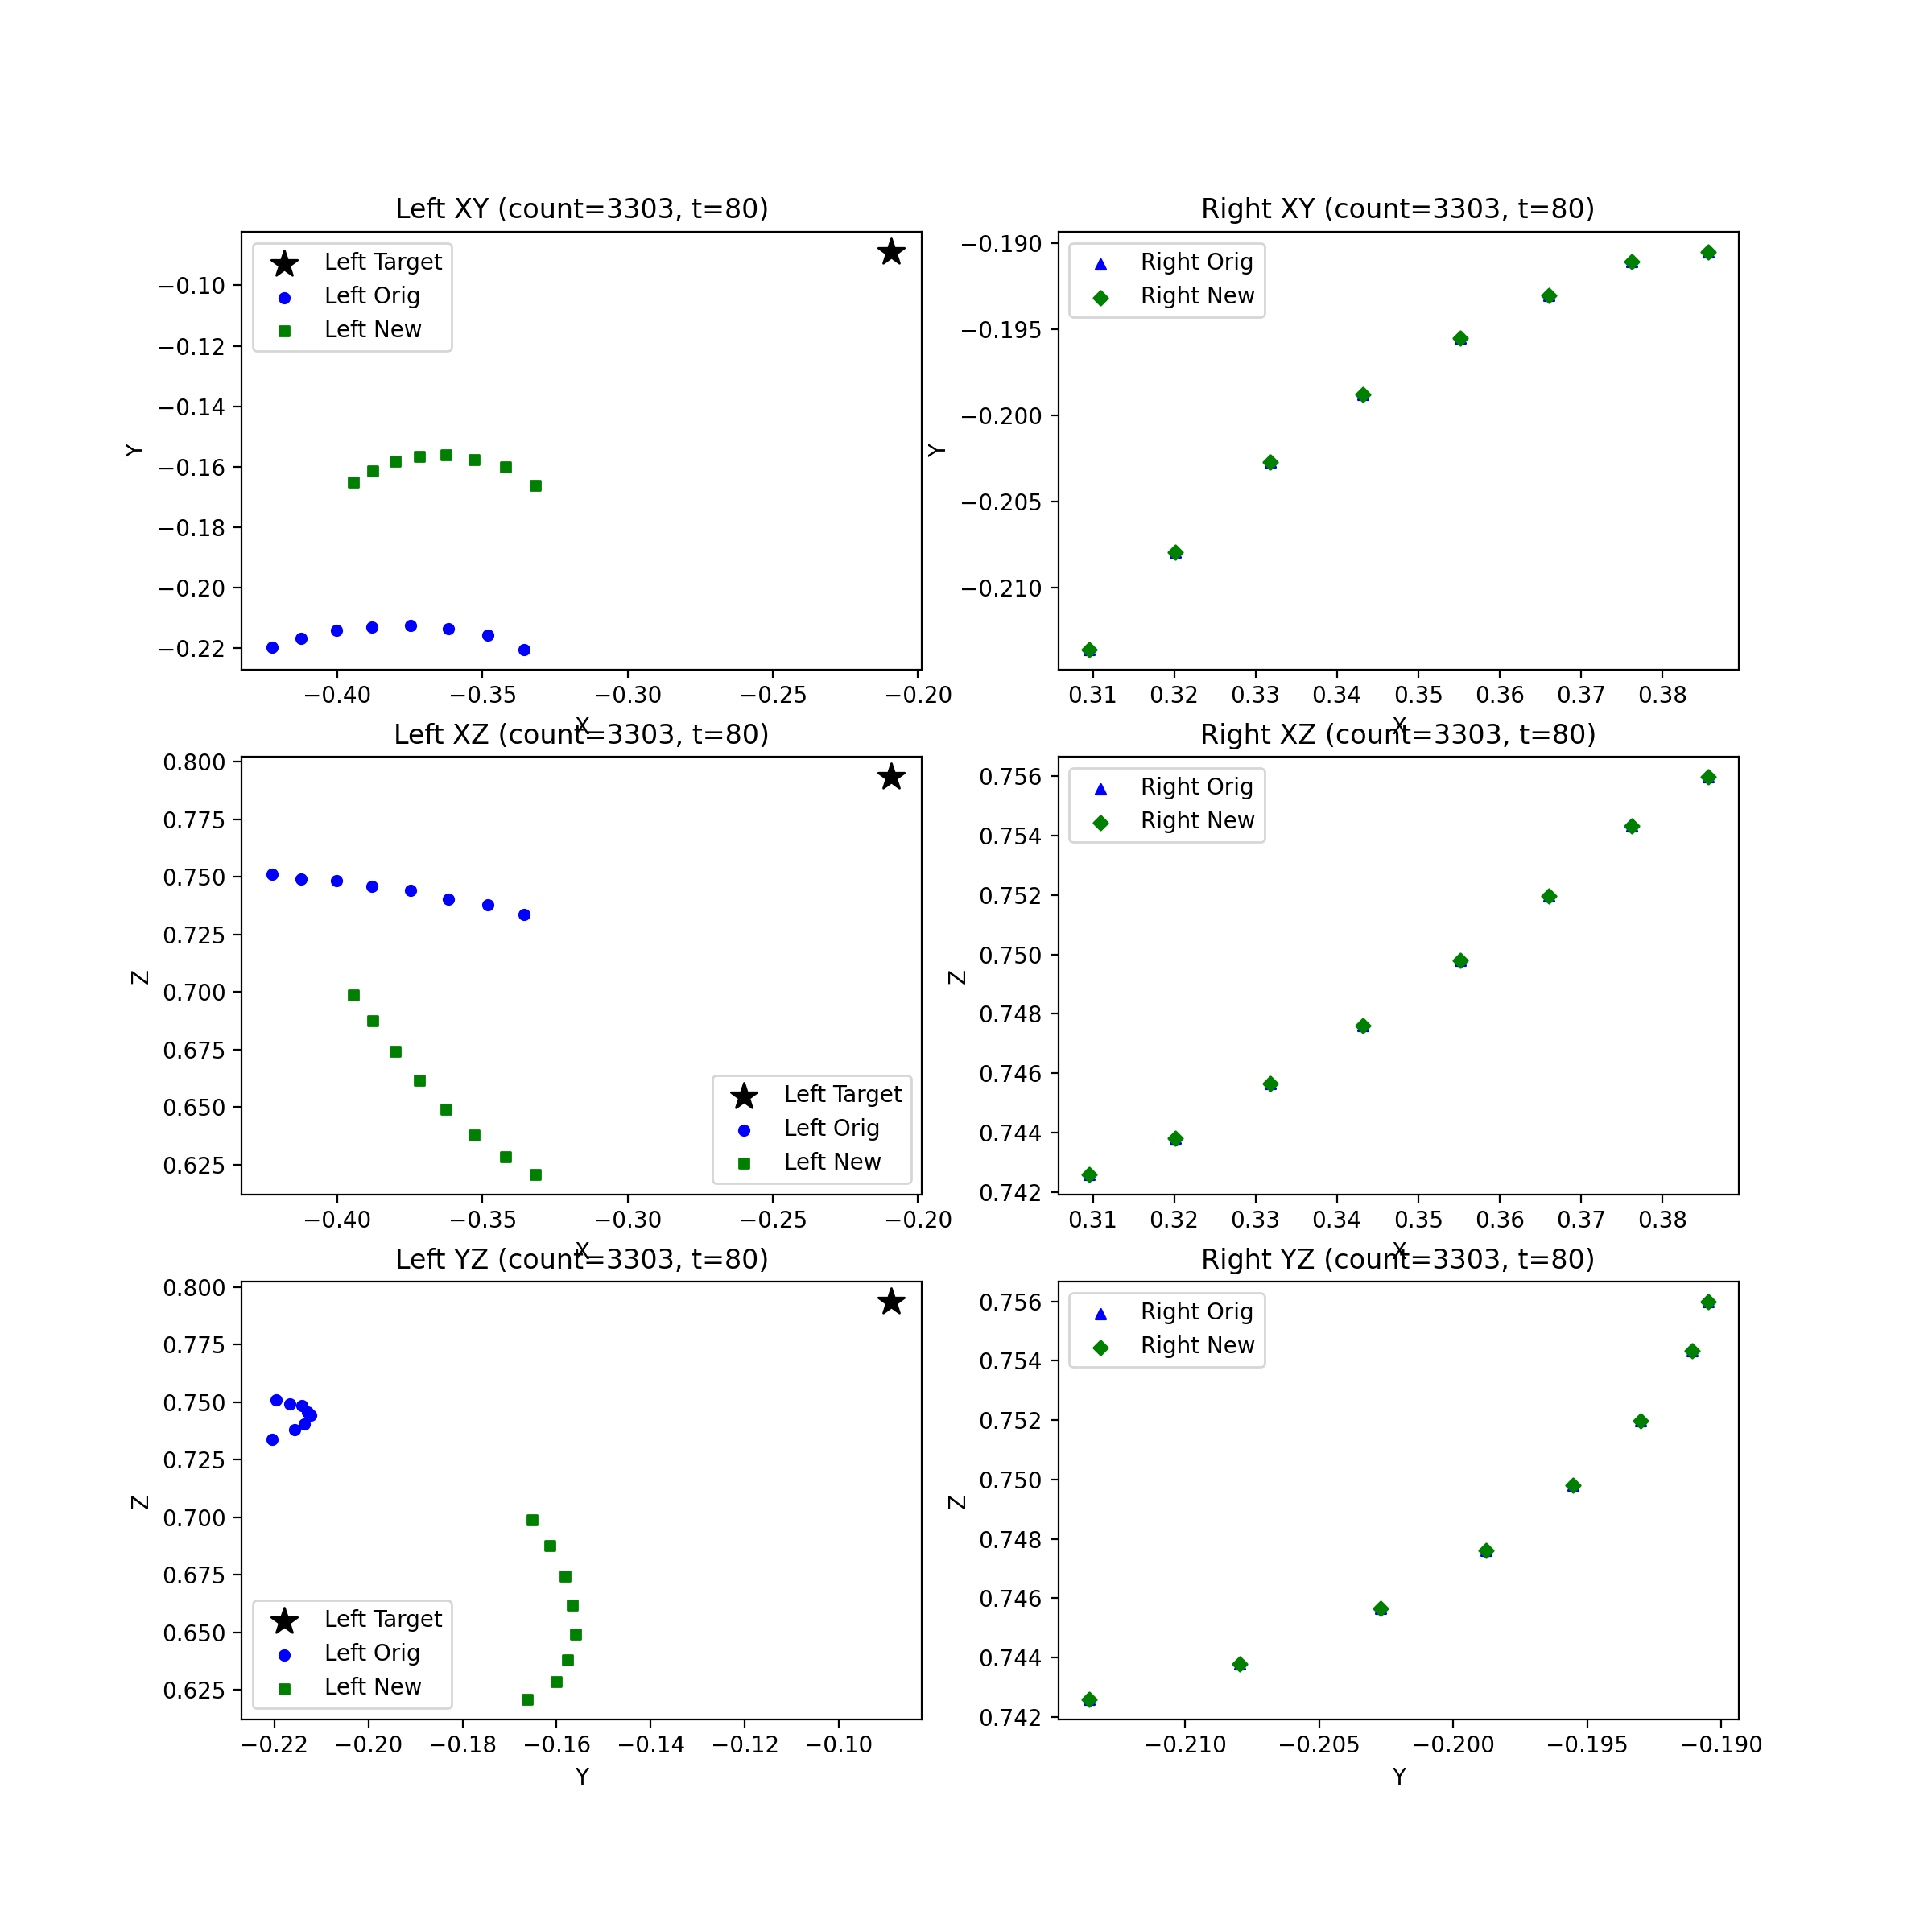 Left XY (count=3303, t=80)
Left Target
Left Orig
Left New
−0.10
−0.12
−0.14
−0.16
−0.18
−0.20
−0.22
Y
−0.40
−0.35
−0.30
−0.25
−0.20
X
Right XY (count=3303, t=80)
Right Orig
Right New
−0.190
−0.195
−0.200
−0.205
−0.210
Y
0.31
0.32
0.33
0.34
0.35
0.36
0.37
0.38
X
Left XZ (count=3303, t=80)
0.800
0.775
0.750
0.725
0.700
0.675
0.650
0.625
Z
Left Target
Left Orig
Left New
−0.40
−0.35
−0.30
−0.25
−0.20
X
Right XZ (count=3303, t=80)
Right Orig
Right New
0.756
0.754
0.752
0.750
0.748
0.746
0.744
0.742
Z
0.31
0.32
0.33
0.34
0.35
0.36
0.37
0.38
X
Left YZ (count=3303, t=80)
0.800
0.775
0.750
0.725
0.700
0.675
0.650
0.625
Z
Left Target
Left Orig
Left New
−0.22
−0.20
−0.18
−0.16
−0.14
−0.12
−0.10
Y
Right YZ (count=3303, t=80)
Right Orig
Right New
0.756
0.754
0.752
0.750
0.748
0.746
0.744
0.742
Z
−0.210
−0.205
−0.200
−0.195
−0.190
Y